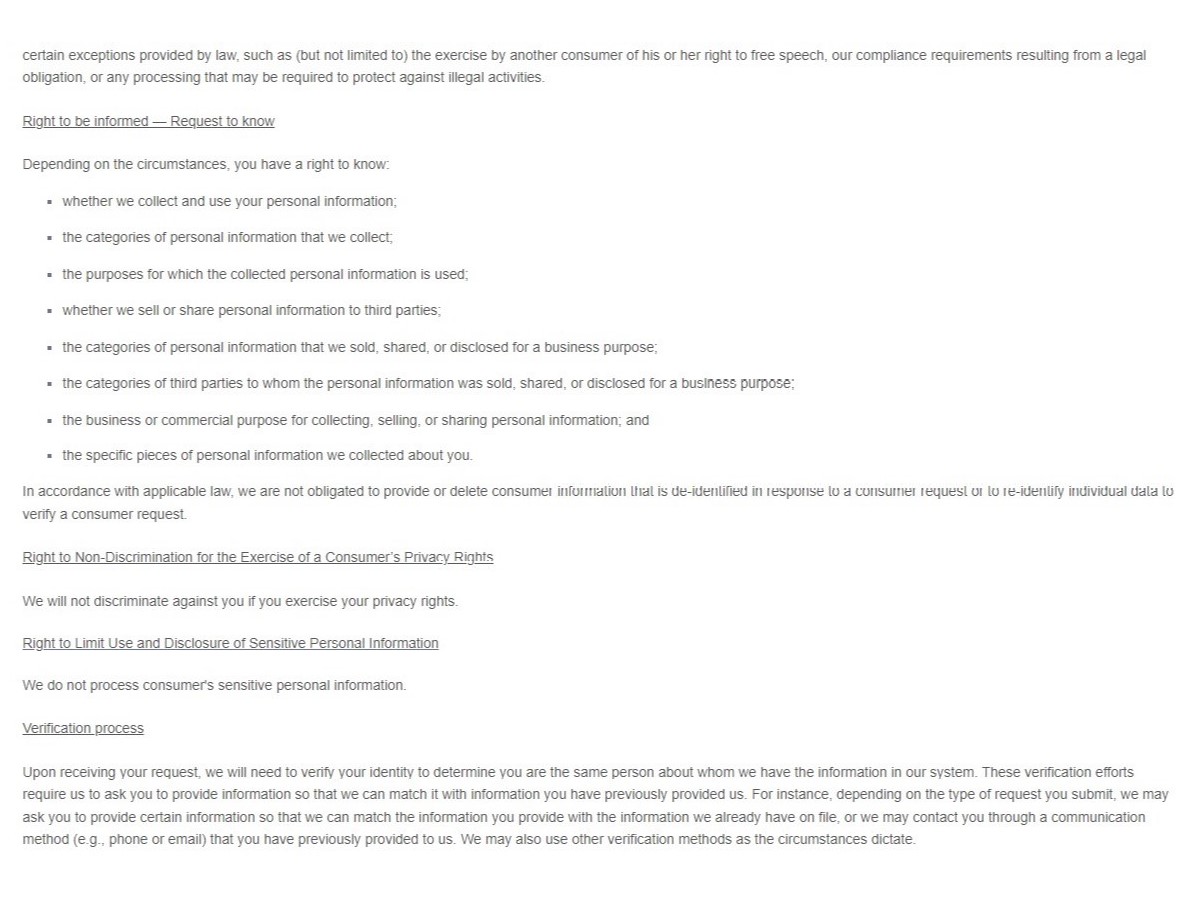 certain exceptions provided by law, such as (but not limited to) the exercise by another consumer of his or her right to free speech, our compliance requirements resulting from a legal
obligation, or any processing that may be required to protect against illegal activities.
Right to be informed — Request to know
Depending on the circumstances, you have a right to know:
▪ whether we collect and use your personal information;
▪ the categories of personal information that we collect;
▪ the purposes for which the collected personal information is used;
▪ whether we sell or share personal information to third parties;
▪ the categories of personal information that we sold, shared, or disclosed for a business purpose;
▪ the categories of third parties to whom the personal information was sold, shared, or disclosed for a business purpose;
▪ the business or commercial purpose for collecting, selling, or sharing personal information; and
▪ the specific pieces of personal information we collected about you.
In accordance with applicable law, we are not obligated to provide or delete consumer information that is de-identified in response to a consumer request or to re-identify individual data to
verify a consumer request.
Right to Non-Discrimination for the Exercise of a Consumer's Privacy Rights
We will not discriminate against you if you exercise your privacy rights.
Right to Limit Use and Disclosure of Sensitive Personal Information
We do not process consumer's sensitive personal information.
Verification process
Upon receiving your request, we will need to verify your identity to determine you are the same person about whom we have the information in our system. These verification efforts
require us to ask you to provide information so that we can match it with information you have previously provided us. For instance, depending on the type of request you submit, we may
ask you to provide certain information so that we can match the information you provide with the information we already have on file, or we may contact you through a communication
method (e.g., phone or email) that you have previously provided to us. We may also use other verification methods as the circumstances dictate.